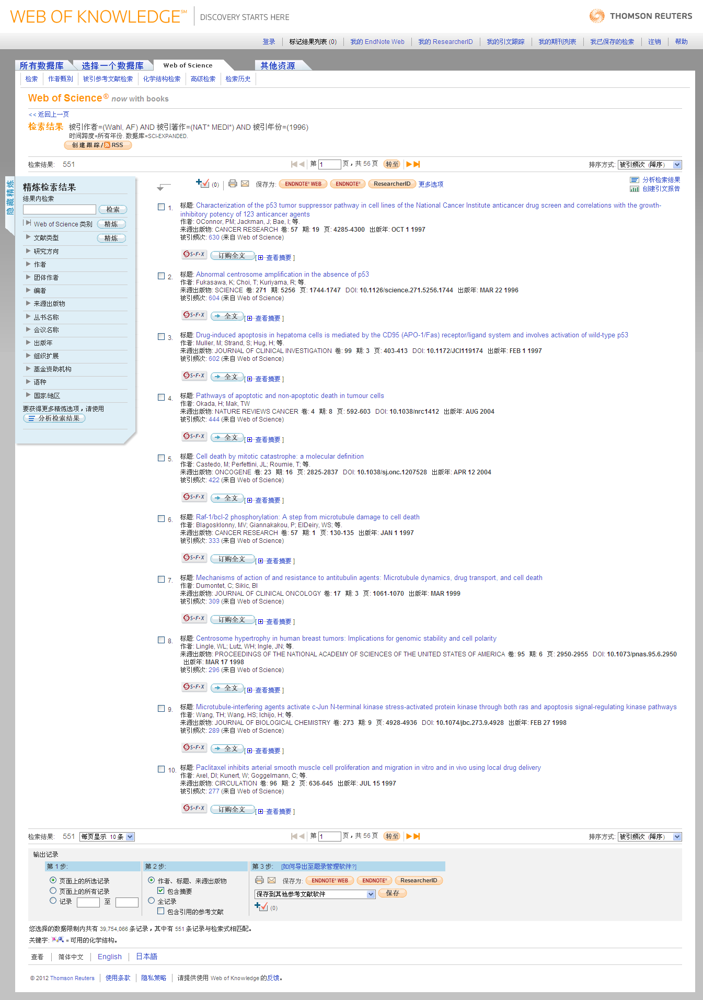 WEB OF KNOWLEDGE SM DISCOVERY STARTS HERE
THOMSON REUTERS
登录 标记结果列表 (0) 我的 EndNote Web 我的 ResearcherID 我的引文跟踪 我的期刊列表 我已保存的检索 注销 帮助
所有数据库 选择一个数据库 Web of Science 其他资源
检索 作者甄别 被引参考文献检索 化学结构检索 高级检索 检索历史
Web of Science® now with books
<< 返回上一页
检索结果 被引作者=(Wahl, AF) AND 被引著作=(NAT* MEDI*) AND 被引年份=(1996)
时间跨度=所有年份. 数据库=SCI-EXPANDED.
创建跟踪 / RSS
检索结果: 551 第 1 页，共 56 页 转至 排序方式: 被引频次 (降序)
隐藏精炼
精炼检索结果
结果内检索
检索
Web of Science 类别 精炼
文献类型 精炼
研究方向
作者
团体作者
编者
来源出版物
丛书名称
会议名称
出版年
组织扩展
基金资助机构
语种
国家/地区
要获得更多精炼选项，请使用
分析检索结果
(0) 保存为: ENDNOTE® WEB ENDNOTE® ResearcherID 更多选项
分析检索结果
创建引文报告
1. 标题: Characterization of the p53 tumor suppressor pathway in cell lines of the National Cancer Institute anticancer drug screen and correlations with the growth-
inhibitory potency of 123 anticancer agents
作者: OConnor, PM; Jackman, J; Bae, I; 等.
来源出版物: CANCER RESEARCH 卷: 57 期: 19 页: 4285-4300 出版年: OCT 1 1997
被引频次: 630 (来自 Web of Science)
S·F·X 订购全文 [ 查看摘要 ]
2. 标题: Abnormal centrosome amplification in the absence of p53
作者: Fukasawa, K; Choi, T; Kuriyama, R; 等.
来源出版物: SCIENCE 卷: 271 期: 5256 页: 1744-1747 DOI: 10.1126/science.271.5256.1744 出版年: MAR 22 1996
被引频次: 604 (来自 Web of Science)
S·F·X 全文 [ 查看摘要 ]
3. 标题: Drug-induced apoptosis in hepatoma cells is mediated by the CD95 (APO-1/Fas) receptor/ligand system and involves activation of wild-type p53
作者: Muller, M; Strand, S; Hug, H; 等.
来源出版物: JOURNAL OF CLINICAL INVESTIGATION 卷: 99 期: 3 页: 403-413 DOI: 10.1172/JCI119174 出版年: FEB 1 1997
被引频次: 602 (来自 Web of Science)
S·F·X 全文 [ 查看摘要 ]
4. 标题: Pathways of apoptotic and non-apoptotic death in tumour cells
作者: Okada, H; Mak, TW
来源出版物: NATURE REVIEWS CANCER 卷: 4 期: 8 页: 592-603 DOI: 10.1038/nrc1412 出版年: AUG 2004
被引频次: 444 (来自 Web of Science)
S·F·X 全文 [ 查看摘要 ]
5. 标题: Cell death by mitotic catastrophe: a molecular definition
作者: Castedo, M; Perfettini, JL; Roumie, T; 等.
来源出版物: ONCOGENE 卷: 23 期: 16 页: 2825-2837 DOI: 10.1038/sj.onc.1207528 出版年: APR 12 2004
被引频次: 422 (来自 Web of Science)
S·F·X 全文 [ 查看摘要 ]
6. 标题: Raf-1/bcl-2 phosphorylation: A step from microtubule damage to cell death
作者: Blagosklonny, MV; Giannakakou, P; ElDeiry, WS; 等.
来源出版物: CANCER RESEARCH 卷: 57 期: 1 页: 130-135 出版年: JAN 1 1997
被引频次: 333 (来自 Web of Science)
S·F·X 订购全文 [ 查看摘要 ]
7. 标题: Mechanisms of action of and resistance to antitubulin agents: Microtubule dynamics, drug transport, and cell death
作者: Dumontet, C; Sikic, BI
来源出版物: JOURNAL OF CLINICAL ONCOLOGY 卷: 17 期: 3 页: 1061-1070 出版年: MAR 1999
被引频次: 309 (来自 Web of Science)
S·F·X 订购全文 [ 查看摘要 ]
8. 标题: Centrosome hypertrophy in human breast tumors: Implications for genomic stability and cell polarity
作者: Lingle, WL; Lutz, WH; Ingle, JN; 等.
来源出版物: PROCEEDINGS OF THE NATIONAL ACADEMY OF SCIENCES OF THE UNITED STATES OF AMERICA 卷: 95 期: 6 页: 2950-2955 DOI: 10.1073/pnas.95.6.2950
出版年: MAR 17 1998
被引频次: 296 (来自 Web of Science)
S·F·X 全文 [ 查看摘要 ]
9. 标题: Microtubule-interfering agents activate c-Jun N-terminal kinase stress-activated protein kinase through both ras and apoptosis signal-regulating kinase pathways
作者: Wang, TH; Wang, HS; Ichijo, H; 等.
来源出版物: JOURNAL OF BIOLOGICAL CHEMISTRY 卷: 273 期: 9 页: 4928-4936 DOI: 10.1074/jbc.273.9.4928 出版年: FEB 27 1998
被引频次: 289 (来自 Web of Science)
S·F·X 全文 [ 查看摘要 ]
10. 标题: Paclitaxel inhibits arterial smooth muscle cell proliferation and migration in vitro and in vivo using local drug delivery
作者: Axel, DI; Kunert, W; Goggelmann, C; 等.
来源出版物: CIRCULATION 卷: 96 期: 2 页: 636-645 出版年: JUL 15 1997
被引频次: 277 (来自 Web of Science)
S·F·X 订购全文 [ 查看摘要 ]
检索结果: 551 每页显示 10 条 第 1 页，共 56 页 转至 排序方式: 被引频次 (降序)
输出记录
第 1 步: 第 2 步: 第 3 步: [如何导出至题录管理软件?]
页面上的所选记录
页面上的所有记录
记录 至
作者、标题、来源出版物
包含摘要
全记录
包含引用的参考文献
保存为: ENDNOTE® WEB ENDNOTE® ResearcherID
保存到其他参考文献软件 保存
(0)
您选择的数据限制内共有 39,754,066 条记录，其中有 551 条记录与检索式相匹配。
关键字: = 可用的化学结构。
查看 简体中文 English 日本語
© 2012 Thomson Reuters 使用条款 隐私策略 请提供使用 Web of Knowledge 的反馈。